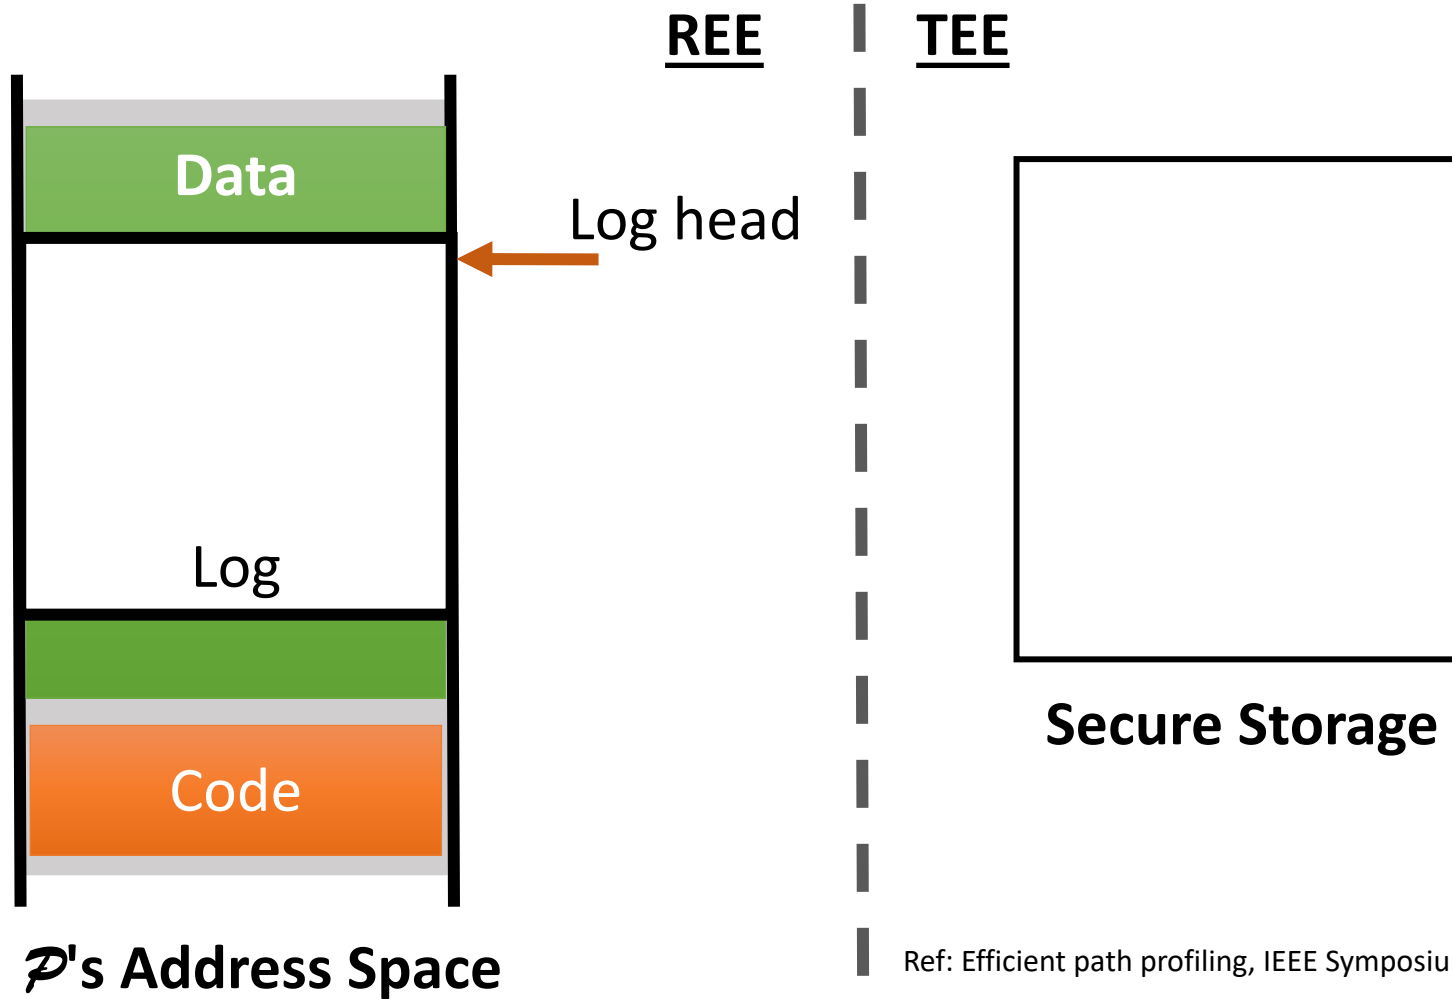 REE
TEE
Data
Log head
Log
Secure Storage
Code
𝓟's Address Space
Ref: Efficient path profiling, IEEE Symposiu